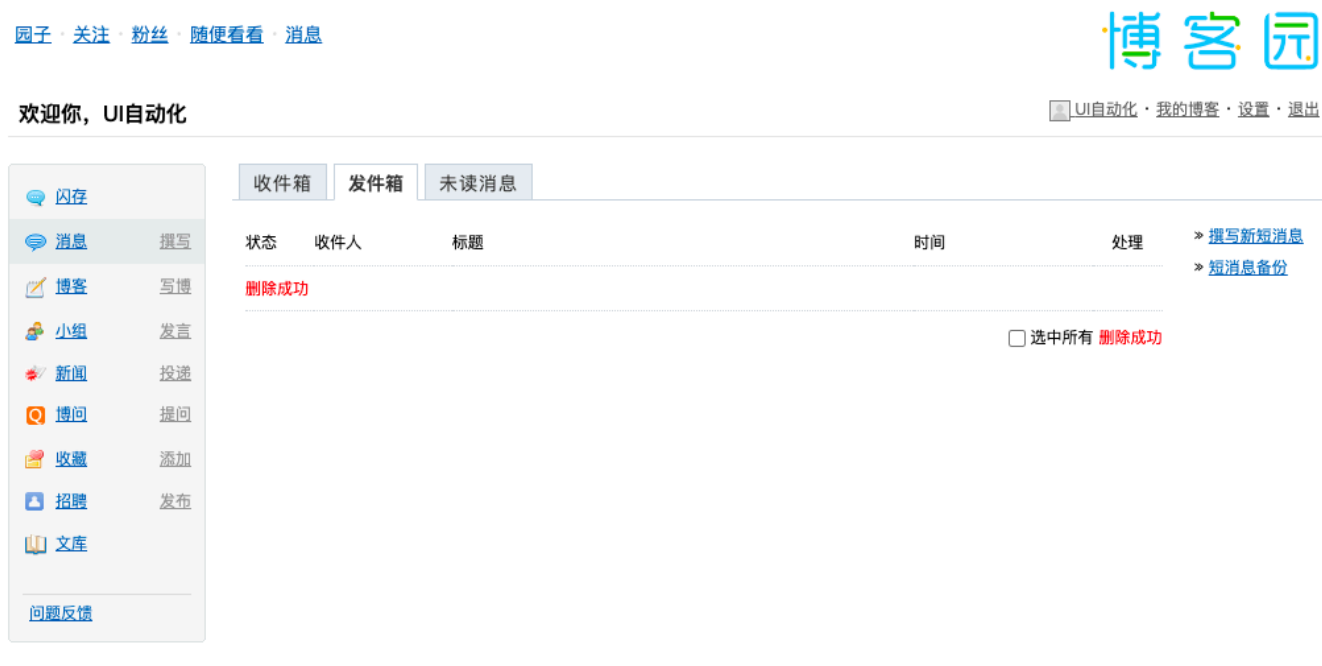 园子 · 关注 · 粉丝 · 随便看看 · 消息
博客园
欢迎你，UI自动化
UI自动化 · 我的博客 · 设置 · 退出
收件箱 发件箱 未读消息
闪存
消息 撰写
博客 写博
小组 发言
新闻 投递
博问 提问
收藏 添加
招聘 发布
文库
问题反馈
状态 收件人 标题 时间 处理
删除成功
选中所有 删除成功
» 撰写新短消息
» 短消息备份